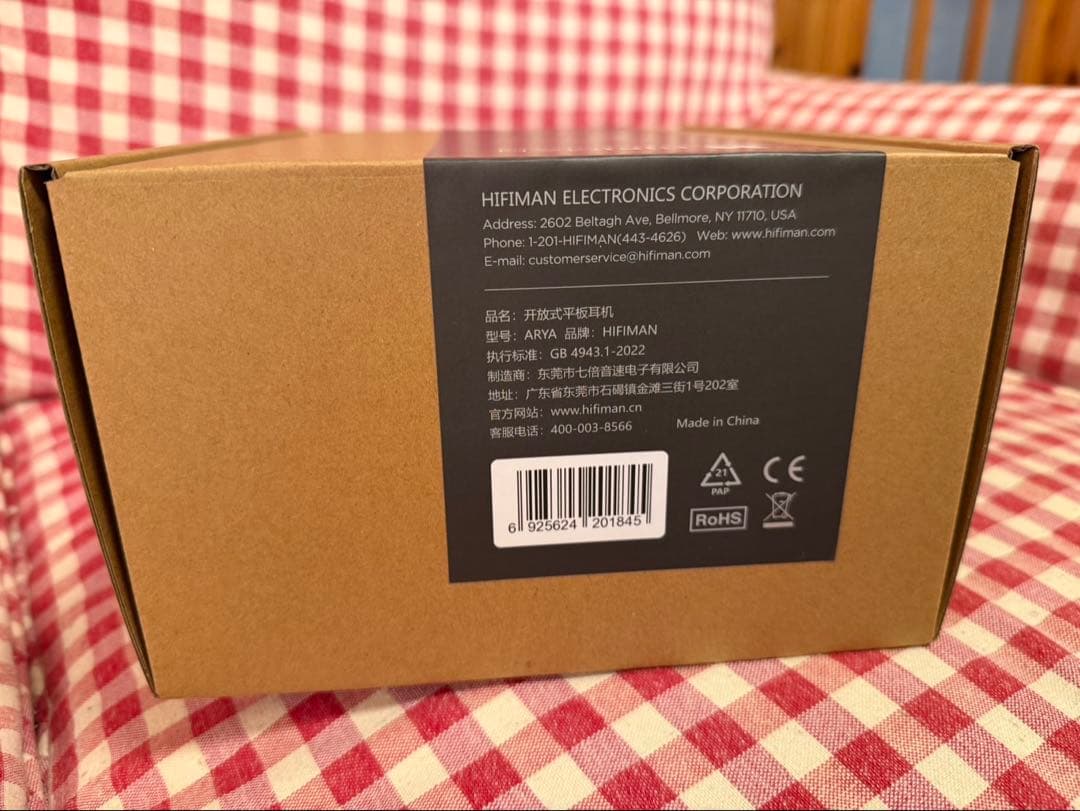 HIFIMAN ELECTRONICS CORPORATION
Address: 2602 Beltagh Ave, Bellmore, NY 11710, USA
Phone: 1-201-HIFIMAN(443-4626) Web: www.hifiman.com
E-mail: customerservice@hifiman.com
品名：开放式平板耳机
型号：ARYA 品牌：HIFIMAN
执行标准：GB 4943.1-2022
制造商：东莞市七倍音速电子有限公司
地址：广东省东莞市石碣镇金滩三街1号202室
官方网站：www.hifiman.cn
客服电话：400-003-8566 Made in China
21
PAP
CE
6 925624 201845
RoHS